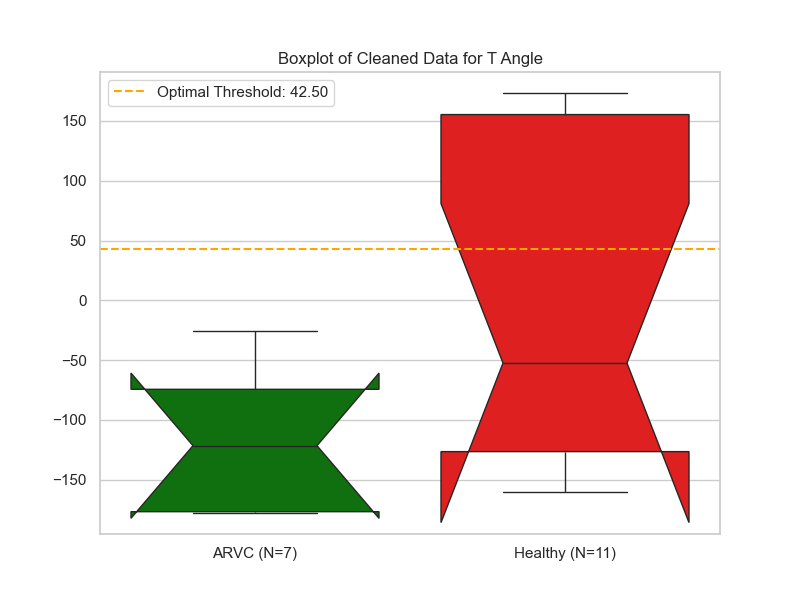 Boxplot of Cleaned Data for T Angle
Optimal Threshold: 42.50
150
100
50
0
−50
−100
−150
ARVC (N=7)
Healthy (N=11)